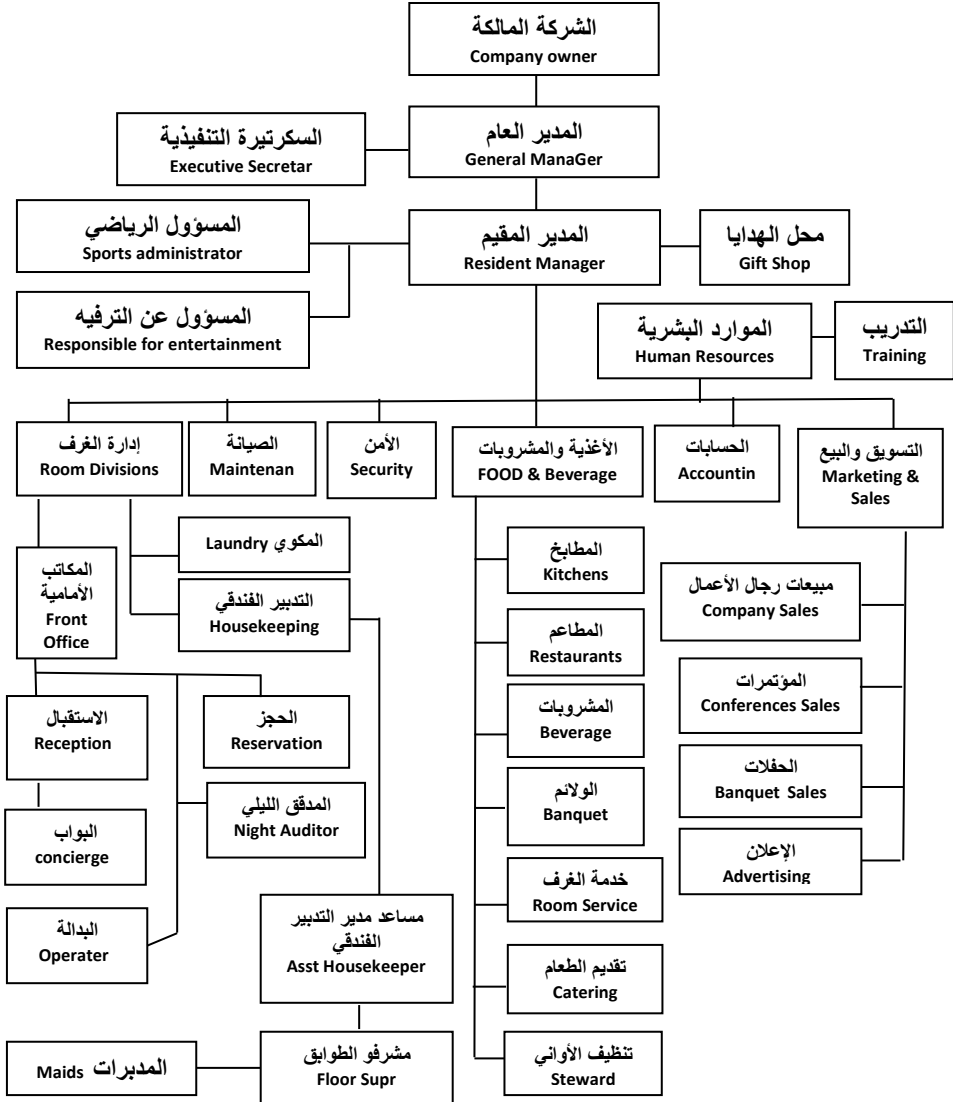 الشركة المالكة
Company owner
المدير العام
General ManaGer
السكرتيرة التنفيذية
Executive Secretar
المسؤول الرياضي
Sports administrator
المدير المقيم
Resident Manager
محل الهدايا
Gift Shop
المسؤول عن الترفيه
Responsible for entertainment
الموارد البشرية
Human Resources
التدريب
Training
إدارة الغرف
Room Divisions
الصيانة
Maintenan
الأمن
Security
الأغذية والمشروبات
FOOD & Beverage
الحسابات
Accountin
التسويق والبيع
Marketing &
Sales
المكوي Laundry
المكاتب
الأمامية
Front
Office
التدبير الفندقي
Housekeeping
المطابخ
Kitchens
مبيعات رجال الأعمال
Company Sales
المطاعم
Restaurants
المؤتمرات
Conferences Sales
الاستقبال
Reception
الحجز
Reservation
المشروبات
Beverage
الحفلات
Banquet Sales
المدقق الليلي
Night Auditor
البواب
concierge
الولائم
Banquet
الإعلان
Advertising
خدمة الغرف
Room Service
البدالة
Operater
مساعد مدير التدبير
الفندقي
Asst Housekeeper
تقديم الطعام
Catering
المدبرات Maids
مشرفو الطوابق
Floor Supr
تنظيف الأواني
Steward